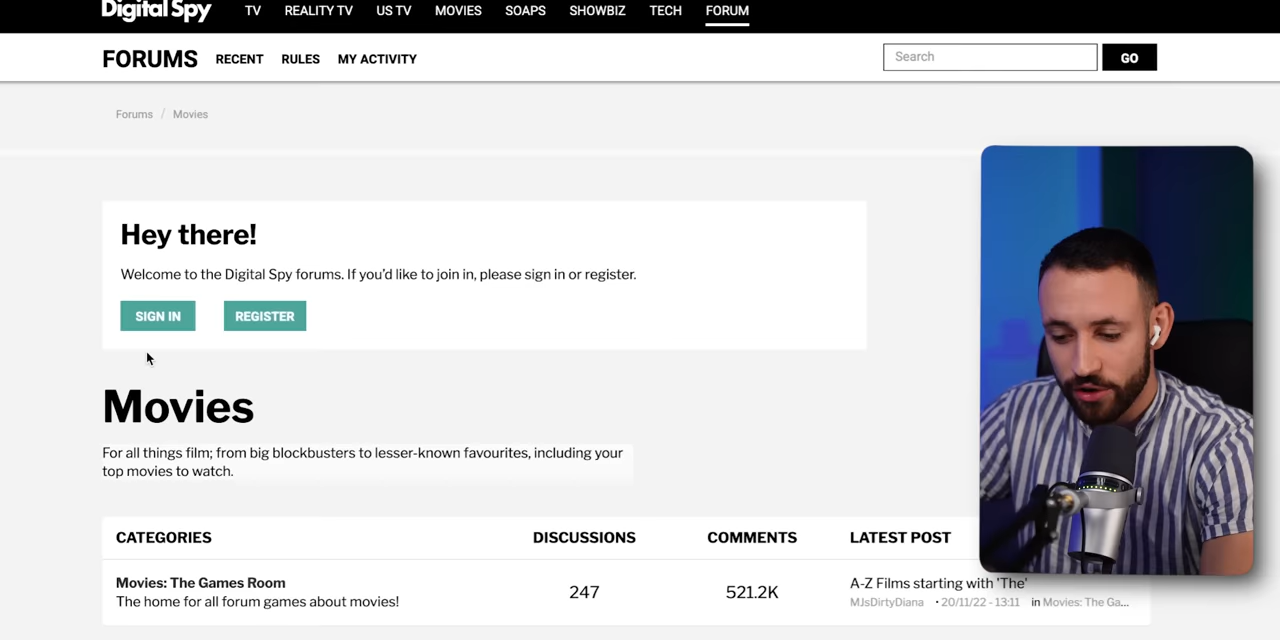 Digital Spy TV REALITY TV US TV MOVIES SOAPS SHOWBIZ TECH FORUM
FORUMS RECENT RULES MY ACTIVITY Search GO
Forums / Movies
Hey there!
Welcome to the Digital Spy forums. If you'd like to join in, please sign in or register.
SIGN IN REGISTER
Movies
For all things film; from big blockbusters to lesser-known favourites, including your
top movies to watch.
CATEGORIES DISCUSSIONS COMMENTS LATEST POST
Movies: The Games Room
The home for all forum games about movies!
247
521.2K
A-Z Films starting with 'The'
MJsDirtyDiana • 20/11/22 - 13:11 in Movies: The Ga...